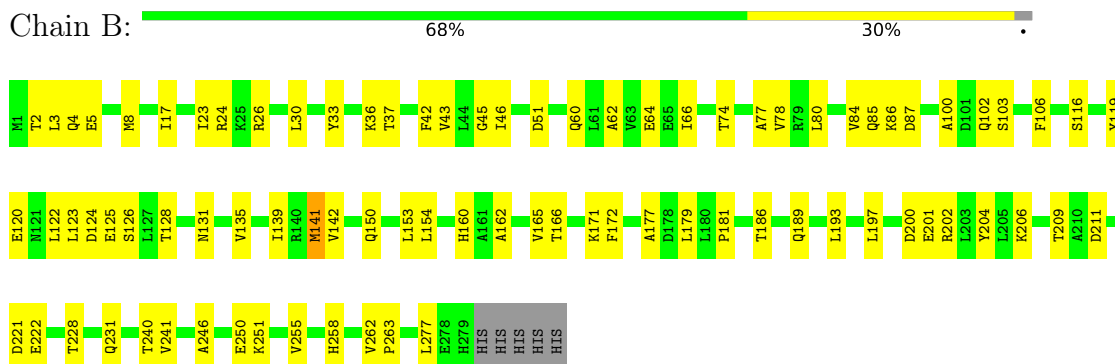 Chain B:
68% 30% •
M1 T2 L3 Q4 E5 M8 I17 I23 R24 K25 R26 L30 Y33 K36 T37 F42 V43 L44 G45 I46 D51 Q60 L61 A62 V63 E64 E65 I66 T74 A77 V78 R79 L80 V84 Q85 K86 D87 A100 D101 Q102 S103 F106 S116 Y119
E120 N121 L122 L123 D124 E125 S126 L127 T128 N131 V135 I139 R140 M141 V142 Q150 L153 L154 H160 A161 A162 V165 T166 K171 F172 A177 D178 L179 L180 P181 T186 Q189 L193 L197 D200 E201 R202 L203 Y204 L205 K206 T209 A210 D211
D221 E222 T228 Q231 T240 V241 A246 E250 K251 V255 H258 V262 P263 L277 E278 H279 HIS HIS HIS HIS HIS